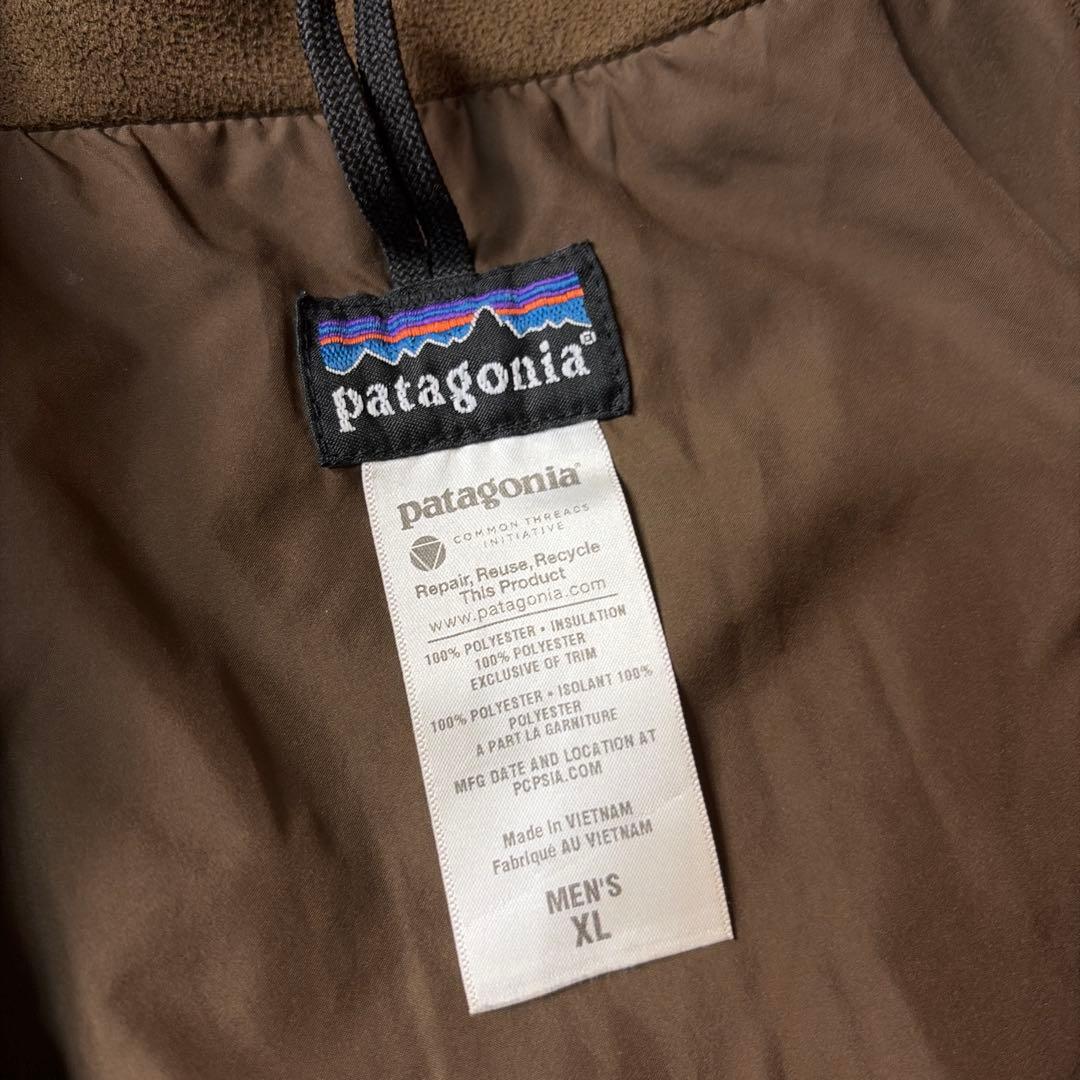 patagonia®
patagonia®
COMMON THREADS
INITIATIVE
Repair, Reuse, Recycle
This Product
www.patagonia.com
100% POLYESTER • INSULATION
100% POLYESTER
EXCLUSIVE OF TRIM
100% POLYESTER • ISOLANT 100%
POLYESTER
A PART LA GARNITURE
MFG DATE AND LOCATION AT
PCPSIA.COM
Made in VIETNAM
Fabriqué AU VIETNAM
MEN'S
XL